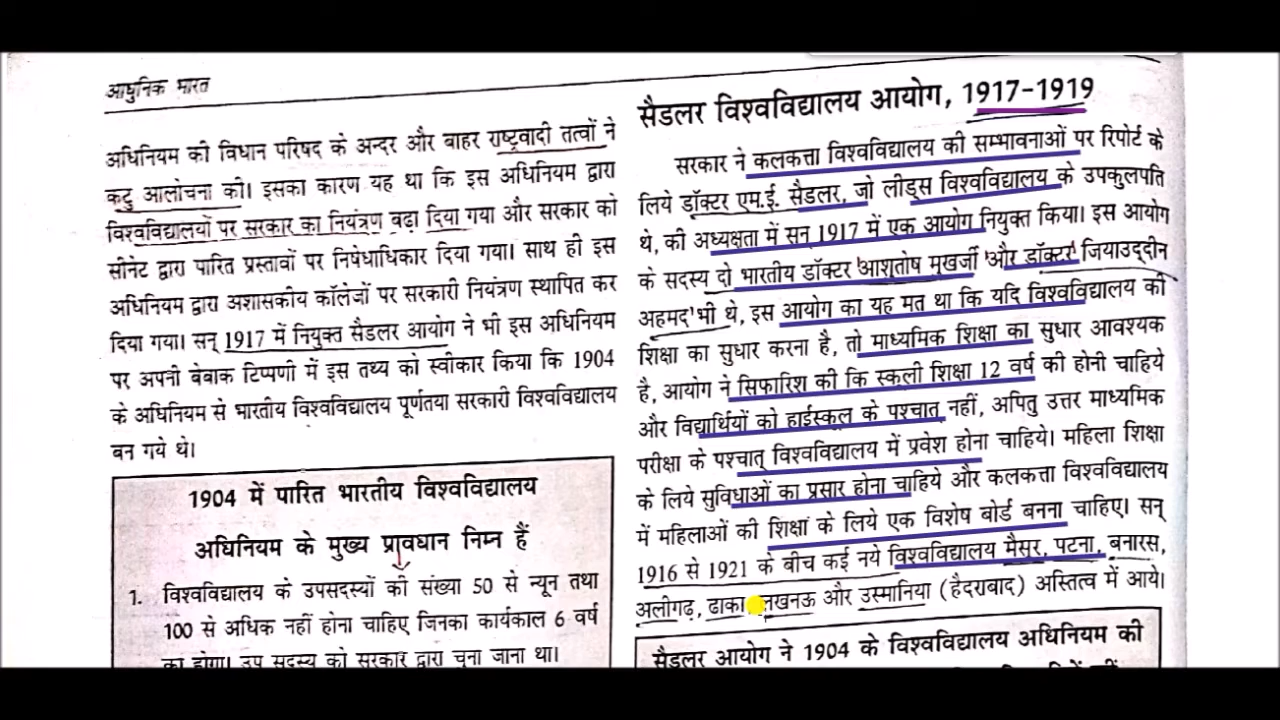 आधुनिक भारत
अधिनियम की विधान परिषद के अन्दर और बाहर राष्ट्रवादी तत्वों ने
कटु आलोचना की। इसका कारण यह था कि इस अधिनियम द्वारा
विश्वविद्यालयों पर सरकार का नियंत्रण बढ़ा दिया गया और सरकार को
सीनेट द्वारा पारित प्रस्तावों पर निषेधाधिकार दिया गया। साथ ही इस
अधिनियम द्वारा अशासकीय कॉलेजों पर सरकारी नियंत्रण स्थापित कर
दिया गया। सन् 1917 में नियुक्त सैडलर आयोग ने भी इस अधिनियम
पर अपनी बेबाक टिप्पणी में इस तथ्य को स्वीकार किया कि 1904
के अधिनियम से भारतीय विश्वविद्यालय पूर्णतया सरकारी विश्वविद्यालय
बन गये थे।
1904 में पारित भारतीय विश्वविद्यालय
अधिनियम के मुख्य प्रावधान निम्न हैं
1. विश्वविद्यालय के उपसदस्यों की संख्या 50 से न्यून तथा
100 से अधिक नहीं होना चाहिए जिनका कार्यकाल 6 वर्ष
का होगा। उप सदस्य को सरकार द्वारा चुना जाना था।
सैडलर विश्वविद्यालय आयोग, 1917-1919
सरकार ने कलकत्ता विश्वविद्यालय की सम्भावनाओं पर रिपोर्ट के
लिये डॉक्टर एम.ई. सैडलर, जो लीड्स विश्वविद्यालय के उपकुलपति
थे, की अध्यक्षता में सन् 1917 में एक आयोग नियुक्त किया। इस आयोग
के सदस्य दो भारतीय डॉक्टर 'आशुतोष मुखर्जी' और डॉक्टर' जियाउद्दीन
अहमद' भी थे, इस आयोग का यह मत था कि यदि विश्वविद्यालय की
शिक्षा का सुधार करना है, तो माध्यमिक शिक्षा का सुधार आवश्यक
है, आयोग ने सिफारिश की कि स्कूली शिक्षा 12 वर्ष की होनी चाहिये
और विद्यार्थियों को हाईस्कूल के पश्चात् नहीं, अपितु उत्तर माध्यमिक
परीक्षा के पश्चात् विश्वविद्यालय में प्रवेश होना चाहिये। महिला शिक्षा
के लिये सुविधाओं का प्रसार होना चाहिये और कलकत्ता विश्वविद्यालय
में महिलाओं की शिक्षा के लिये एक विशेष बोर्ड बनना चाहिए। सन्
1916 से 1921 के बीच कई नये विश्वविद्यालय मैसूर, पटना, बनारस,
अलीगढ़, ढाका लखनऊ और उस्मानिया (हैदराबाद) अस्तित्व में आये।
सैडलर आयोग ने 1904 के विश्वविद्यालय अधिनियम की